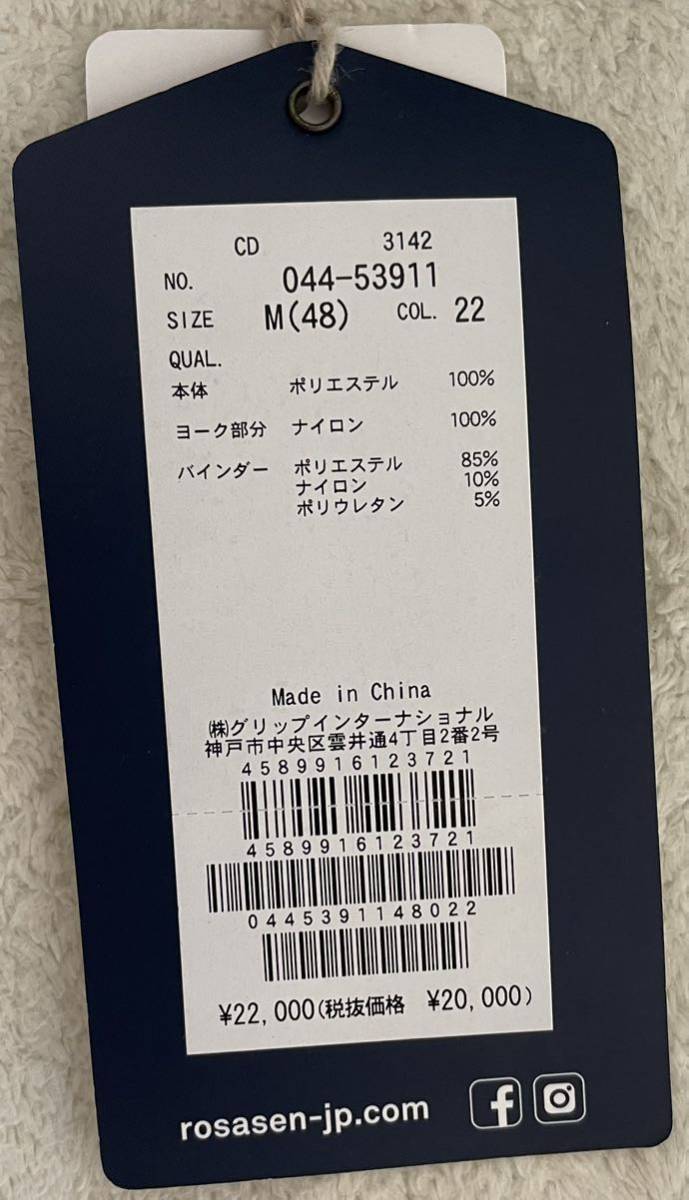 CD 3142
NO. 044-53911
SIZE M(48) COL. 22
QUAL.
本体 ポリエステル 100%
ヨーク部分 ナイロン 100%
バインダー ポリエステル 85%
ナイロン 10%
ポリウレタン 5%
Made in China
㈱グリップインターナショナル
神戸市中央区雲井通4丁目2番2号
4589916123721
4589916123721
0445391148022
¥22,000(税抜価格 ¥20,000)
rosasen-jp.com